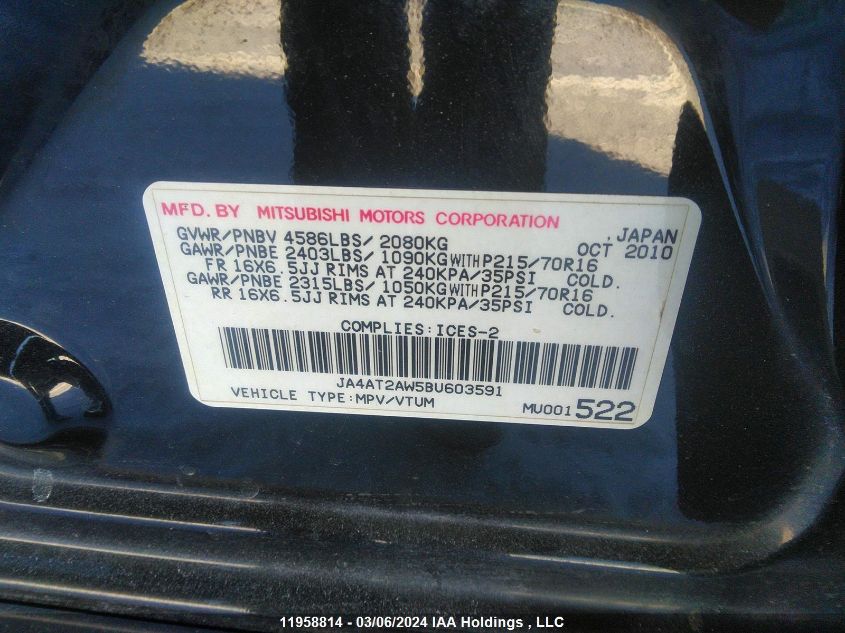 MFD. BY MITSUBISHI MOTORS CORPORATION , JAPAN
GVWR/PNBV 4586LBS/ 2080KG OCT 2010
GAWR/PNBE 2403LBS/ 1090KG WITH P215/70R16
FR 16X6.5JJ RIMS AT 240KPA/35PSI COLD.
GAWR/PNBE 2315LBS/ 1050KG WITH P215/70R16
RR 16X6.5JJ RIMS AT 240KPA/35PSI COLD.
COMPLIES:ICES-2
JA4AT2AW5BU603591
VEHICLE TYPE:MPV/VTUM MU001 522
11958814 - 03/06/2024 IAA Holdings , LLC